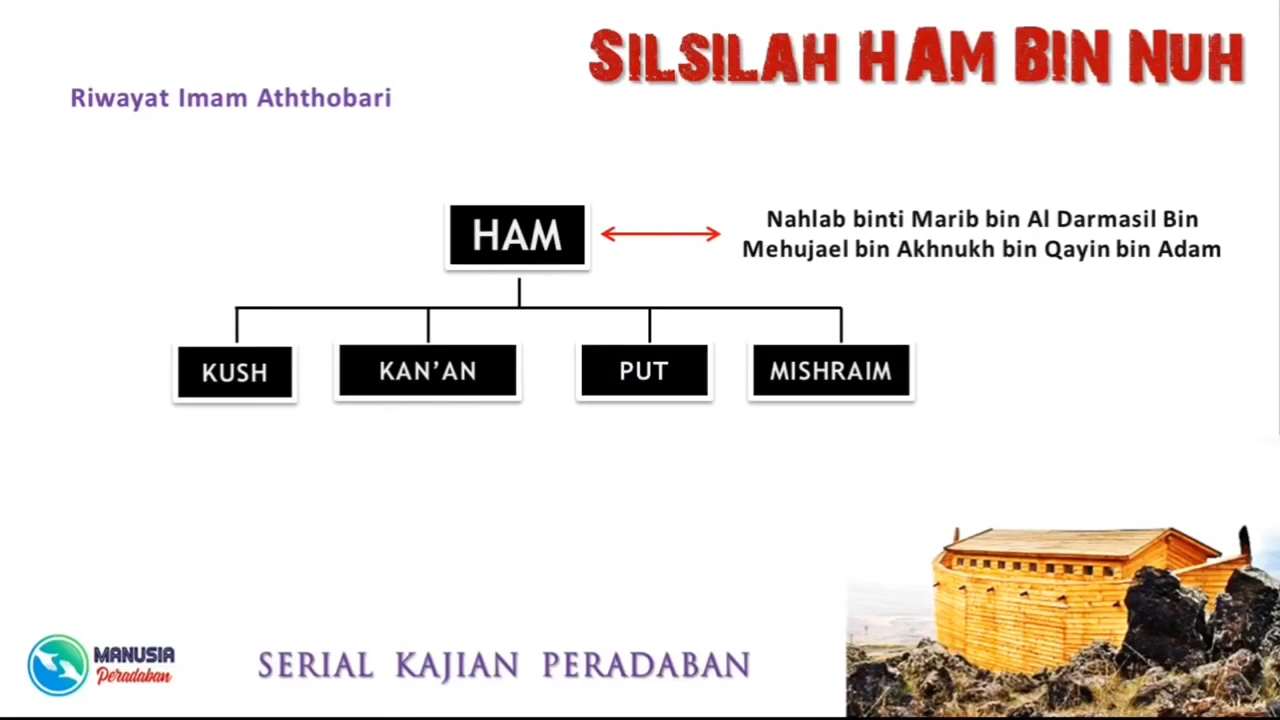 SILSILAH HAM BIN NUH
Riwayat Imam Aththobari
HAM
Nahlab binti Marib bin Al Darmasil Bin
Mehujael bin Akhnukh bin Qayin bin Adam
KUSH
KAN’AN
PUT
MISHRAIM
MANUSIA
Peradaban
SERIAL KAJIAN PERADABAN